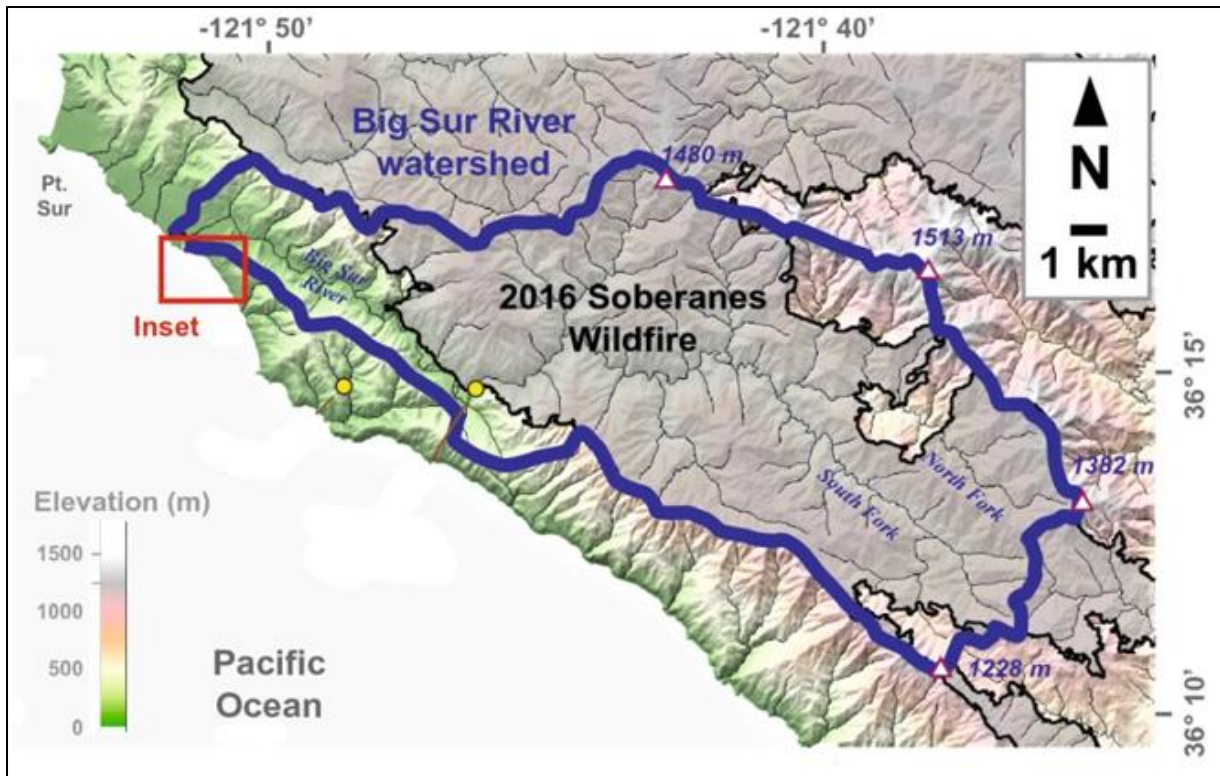 -121° 50’
-121° 40’
Big Sur River
watershed
1480 m
N
1 km
Pt.
Sur
1513 m
Big Sur
River
2016 Soberanes
Wildfire
Inset
36° 15’
1382 m
North Fork
South Fork
Elevation (m)
1500
1000
500
0
Pacific
Ocean
1228 m
36° 10’